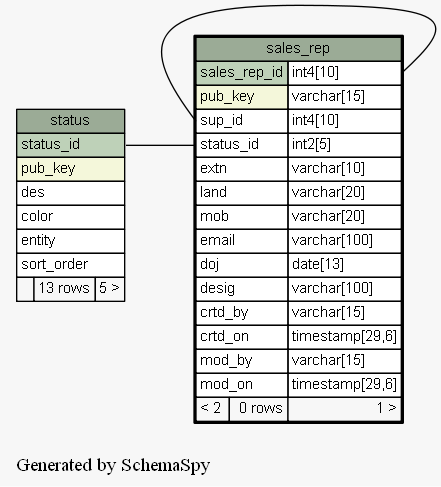 sales_rep
sales_rep_id int4[10]
pub_key varchar[15]
sup_id int4[10]
status_id int2[5]
extn varchar[10]
land varchar[20]
mob varchar[20]
email varchar[100]
doj date[13]
desig varchar[100]
crtd_by varchar[15]
crtd_on timestamp[29,6]
mod_by varchar[15]
mod_on timestamp[29,6]
< 2 0 rows 1 >
status
status_id
pub_key
des
color
entity
sort_order
13 rows 5 >
Generated by SchemaSpy